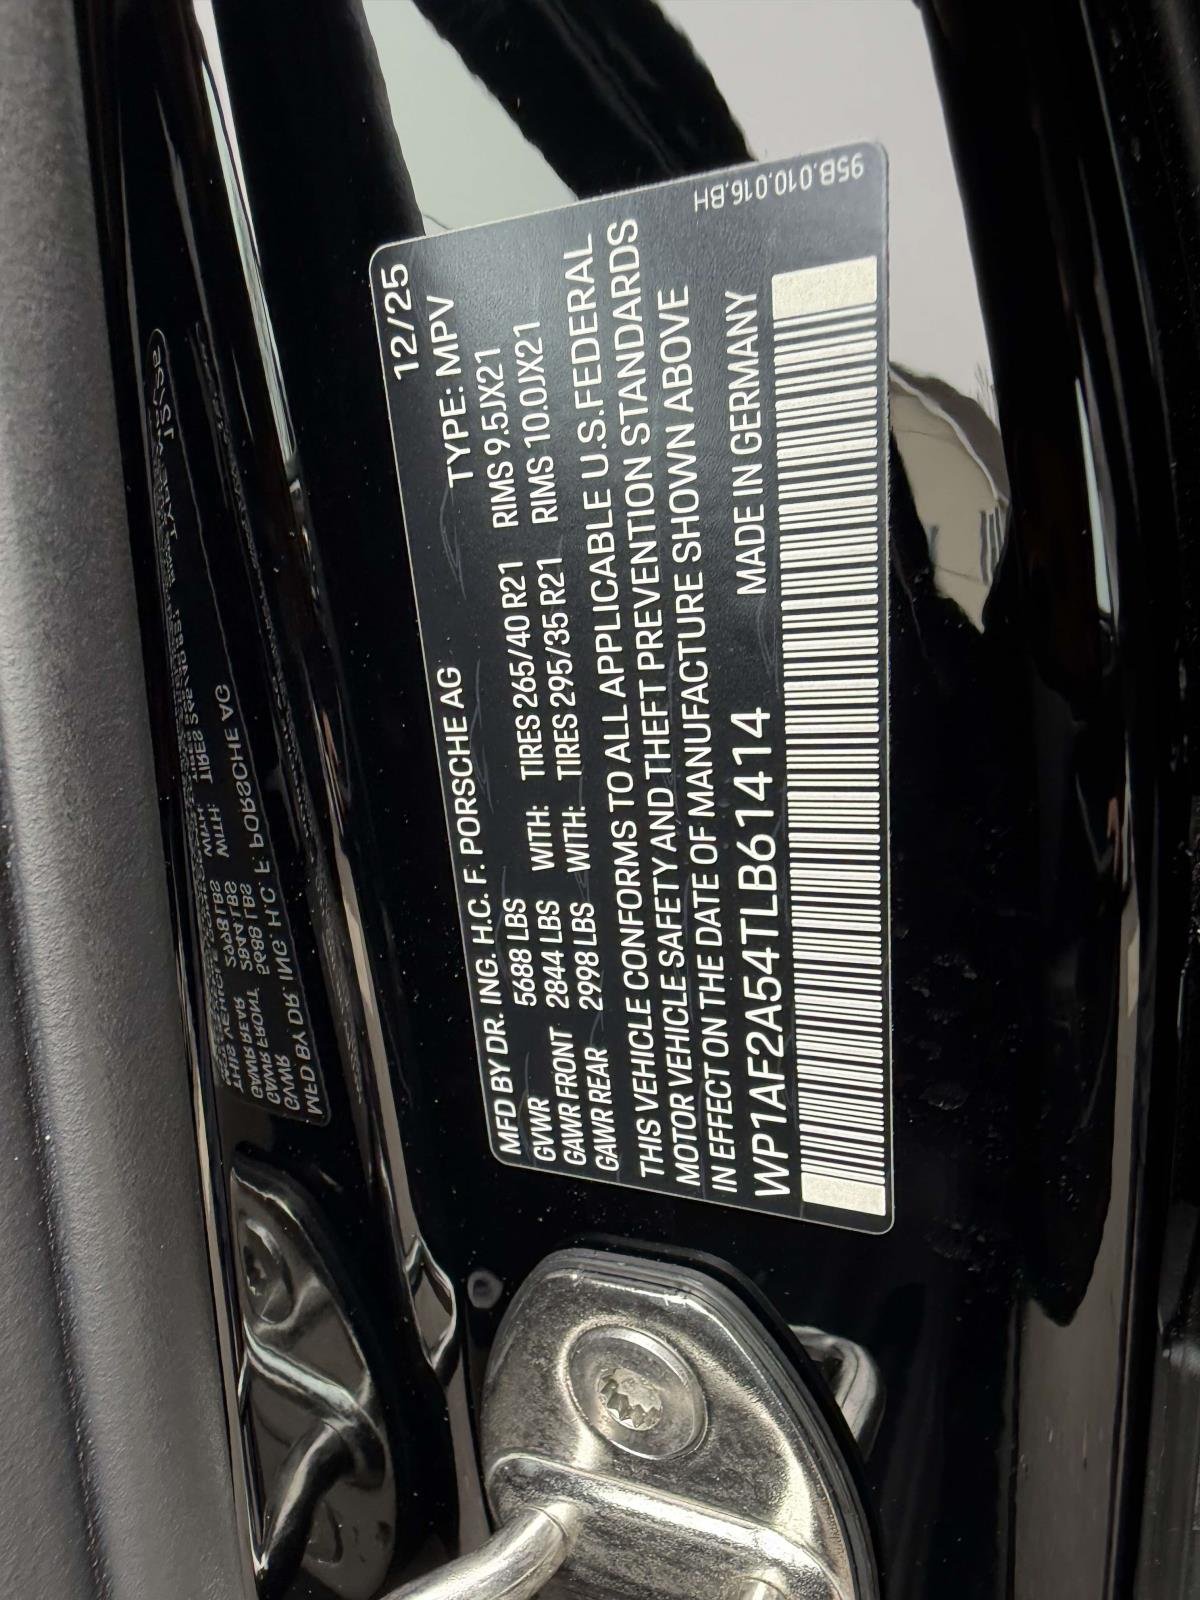 12/25
MFD BY DR. ING. H.C. F. PORSCHE AG TYPE: MPV
GVWR 5688 LBS
GAWR FRONT 2844 LBS WITH: TIRES 265/40 R21 RIMS 9.5JX21
GAWR REAR 2998 LBS WITH: TIRES 295/35 R21 RIMS 10.0JX21
THIS VEHICLE CONFORMS TO ALL APPLICABLE U.S.FEDERAL
MOTOR VEHICLE SAFETY AND THEFT PREVENTION STANDARDS
IN EFFECT ON THE DATE OF MANUFACTURE SHOWN ABOVE
WP1AF2A54TLB61414 MADE IN GERMANY
95B.010.016.BH